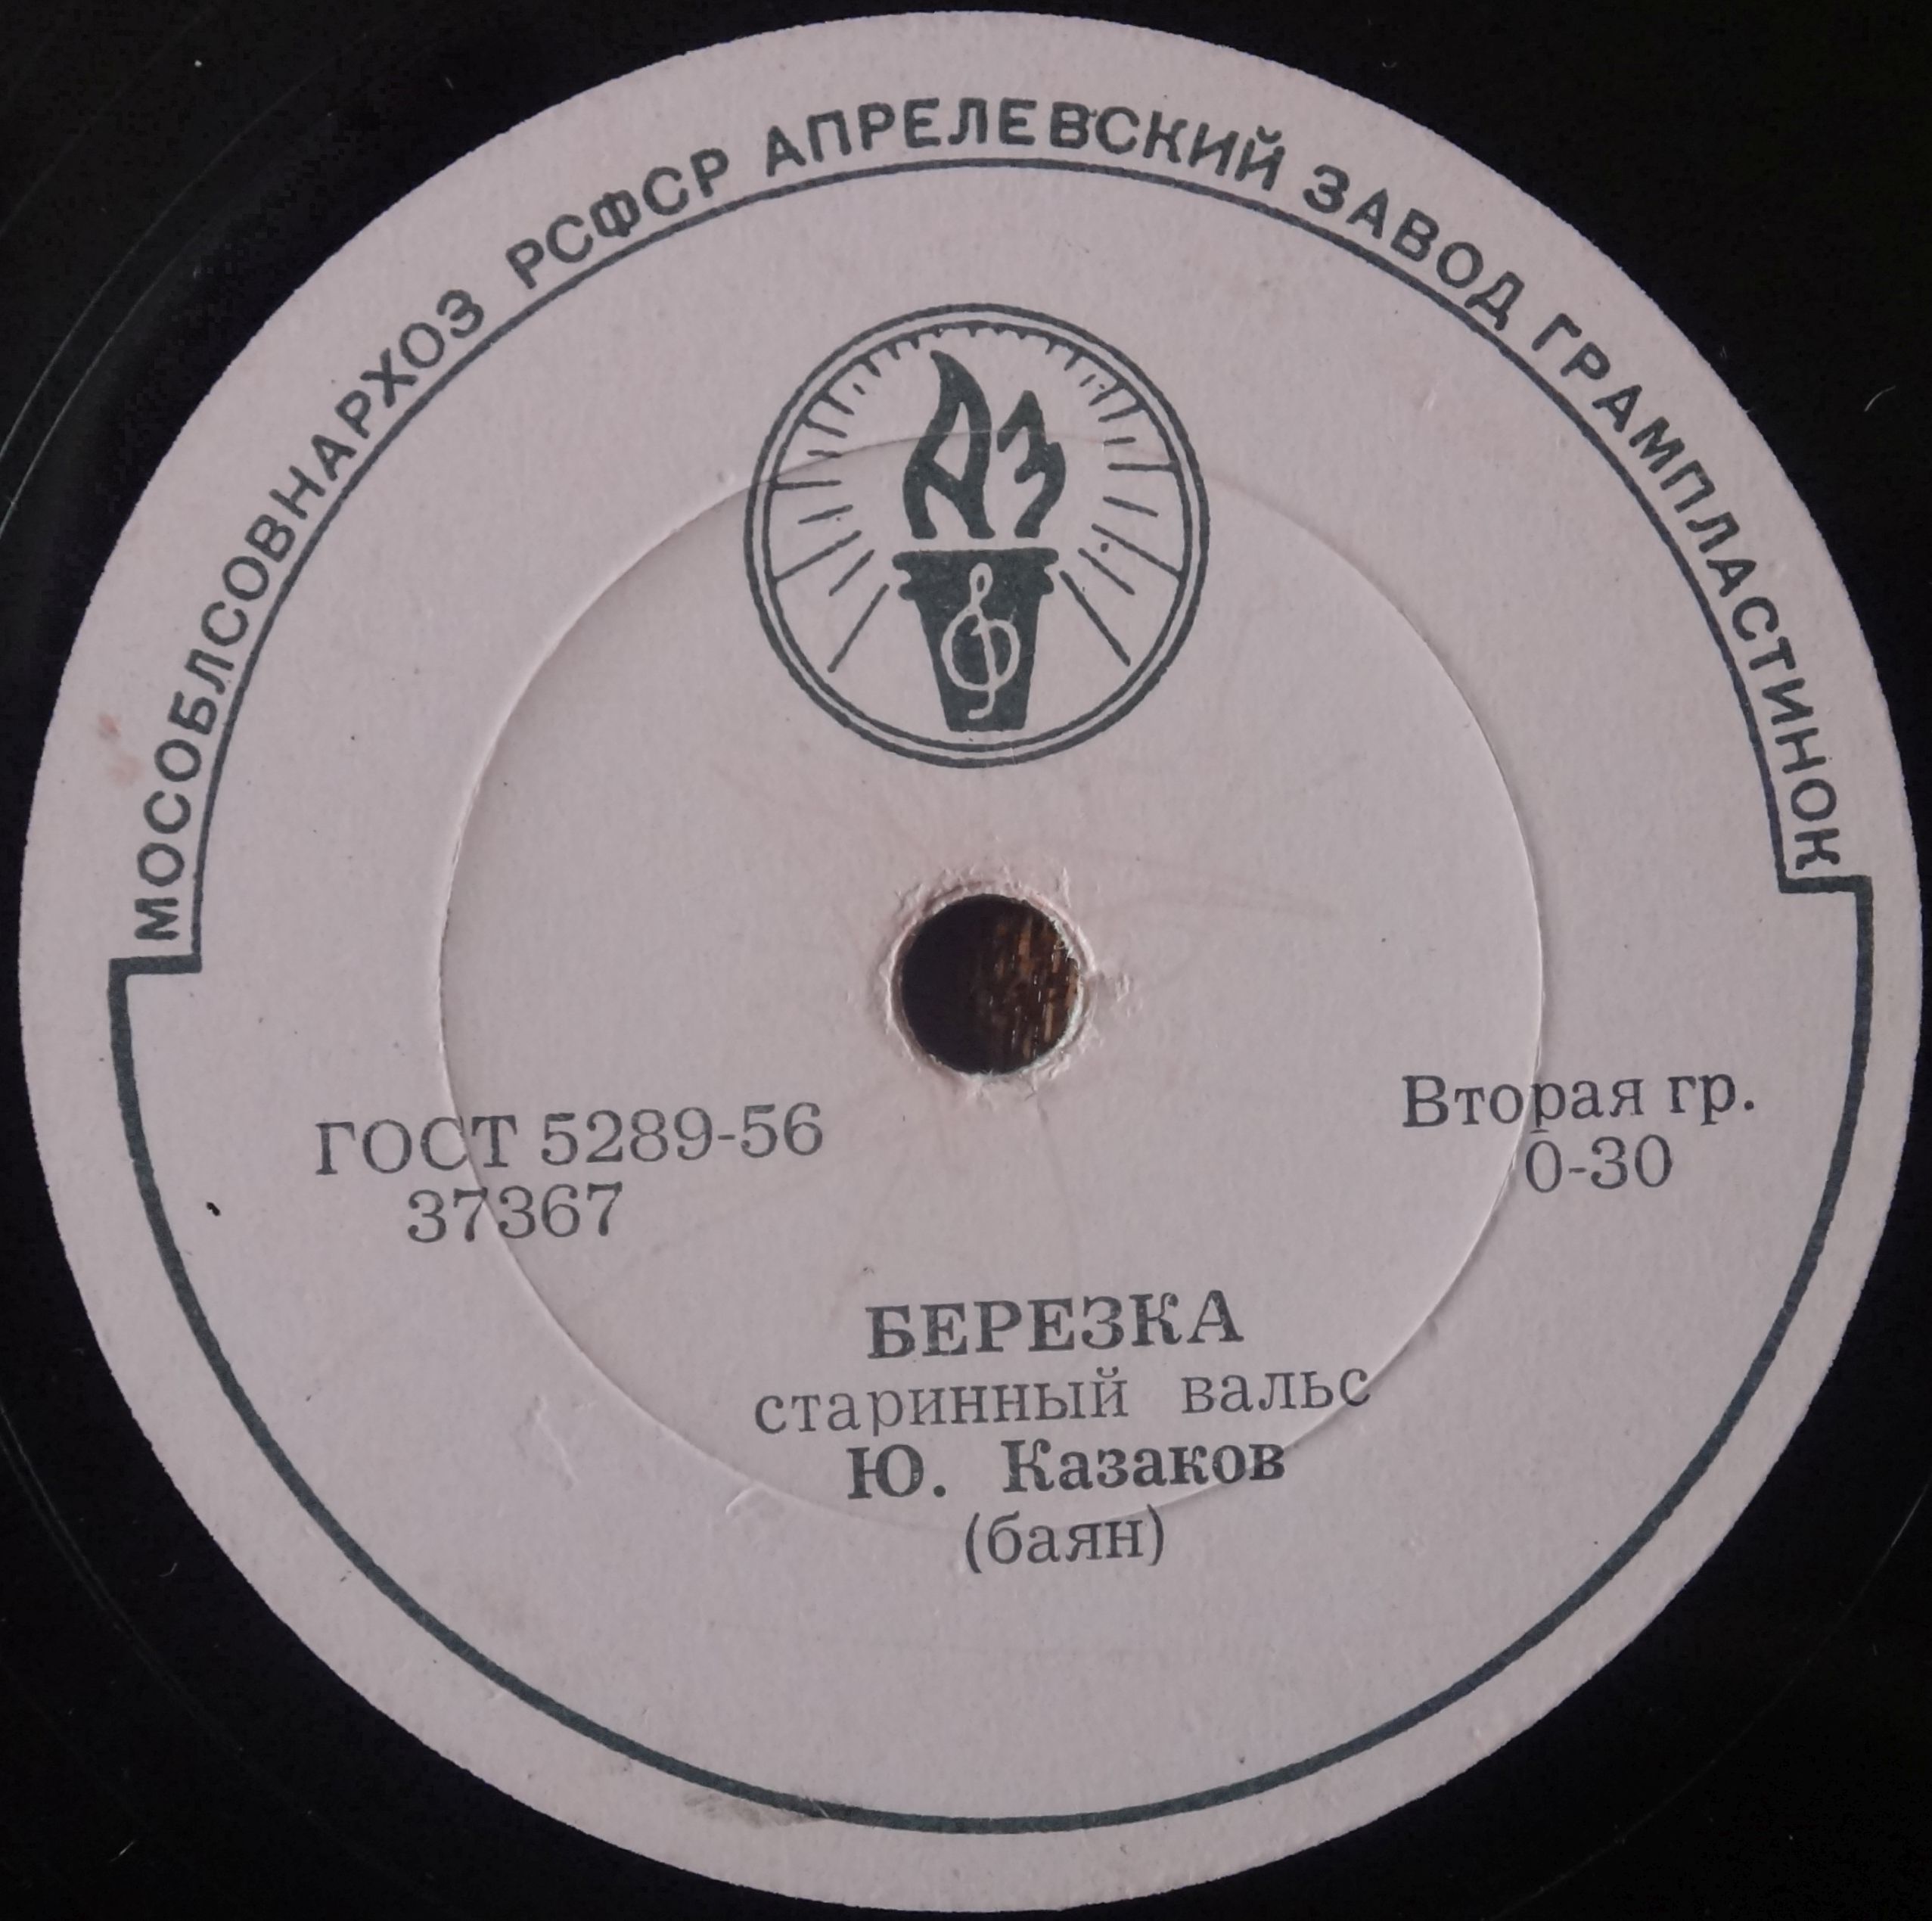 МОСОБЛСОВНАРХОЗ РСФСР АПРЕЛЕВСКИЙ ЗАВОД ГРАМПЛАСТИНОК
АЗ
ГОСТ 5289-56
37367
Вторая гр.
0-30
БЕРЕЗКА
старинный вальс
Ю. Казаков
(баян)